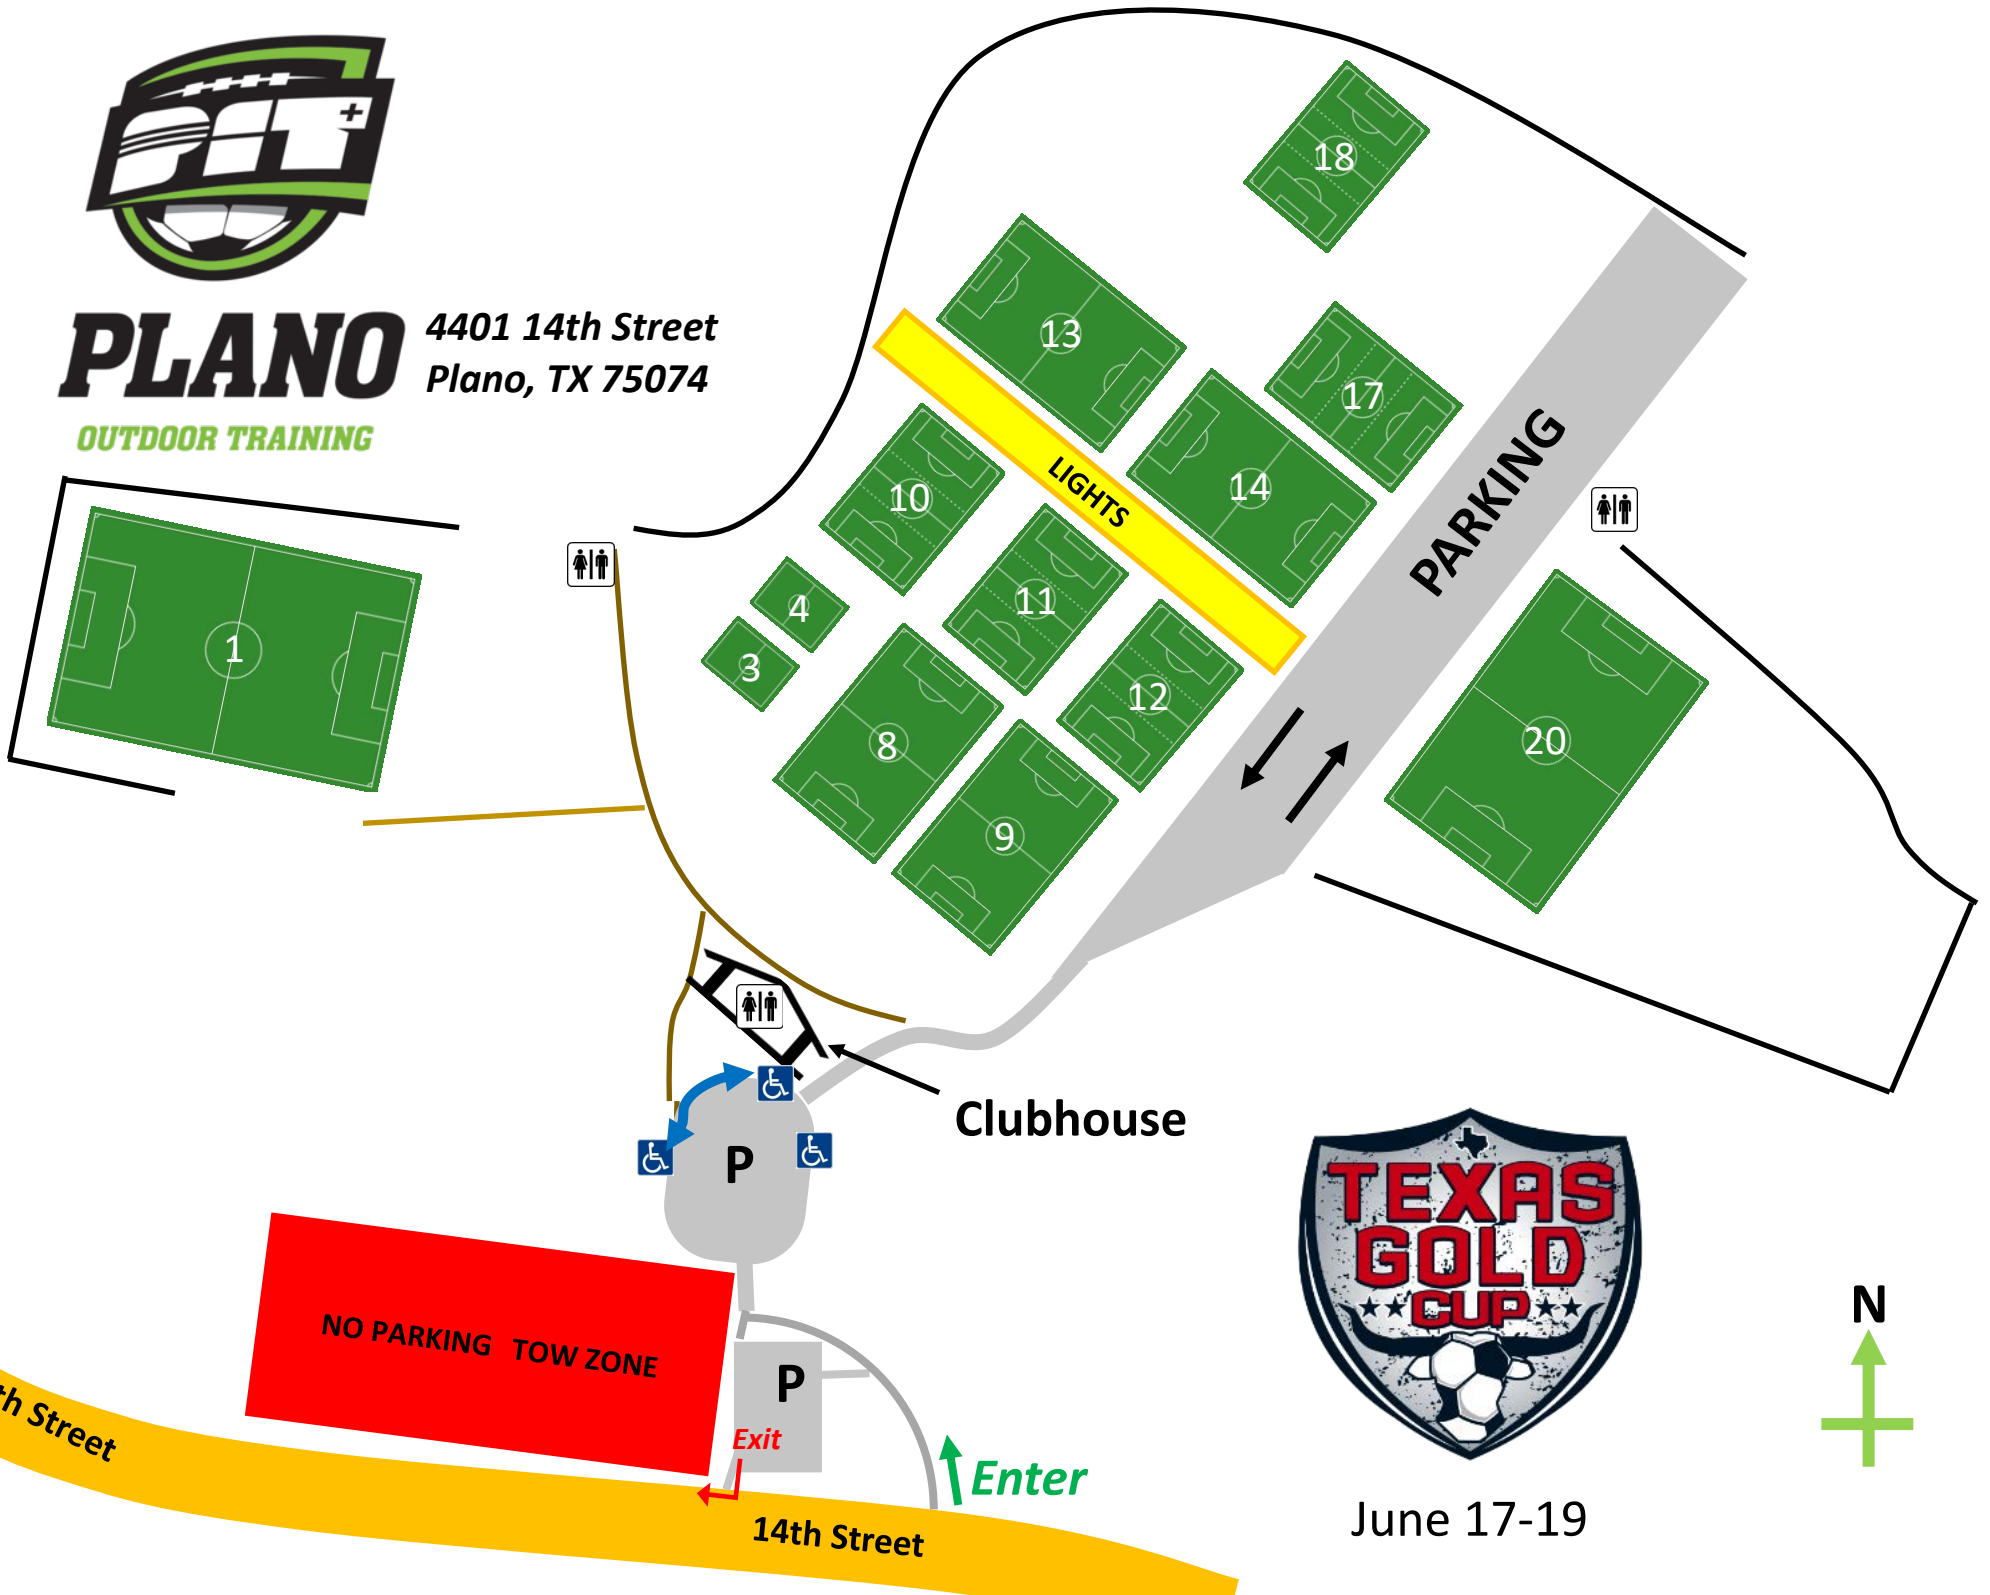 PIT+
PLANO
OUTDOOR TRAINING
4401 14th Street
Plano, TX 75074
18
13
17
14
LIGHTS
10
11
12
4
3
8
9
1
20
PARKING
Clubhouse
P
NO PARKING TOW ZONE
P
Exit
Enter
th Street
14th Street
TEXAS
GOLD
CUP
June 17-19
N